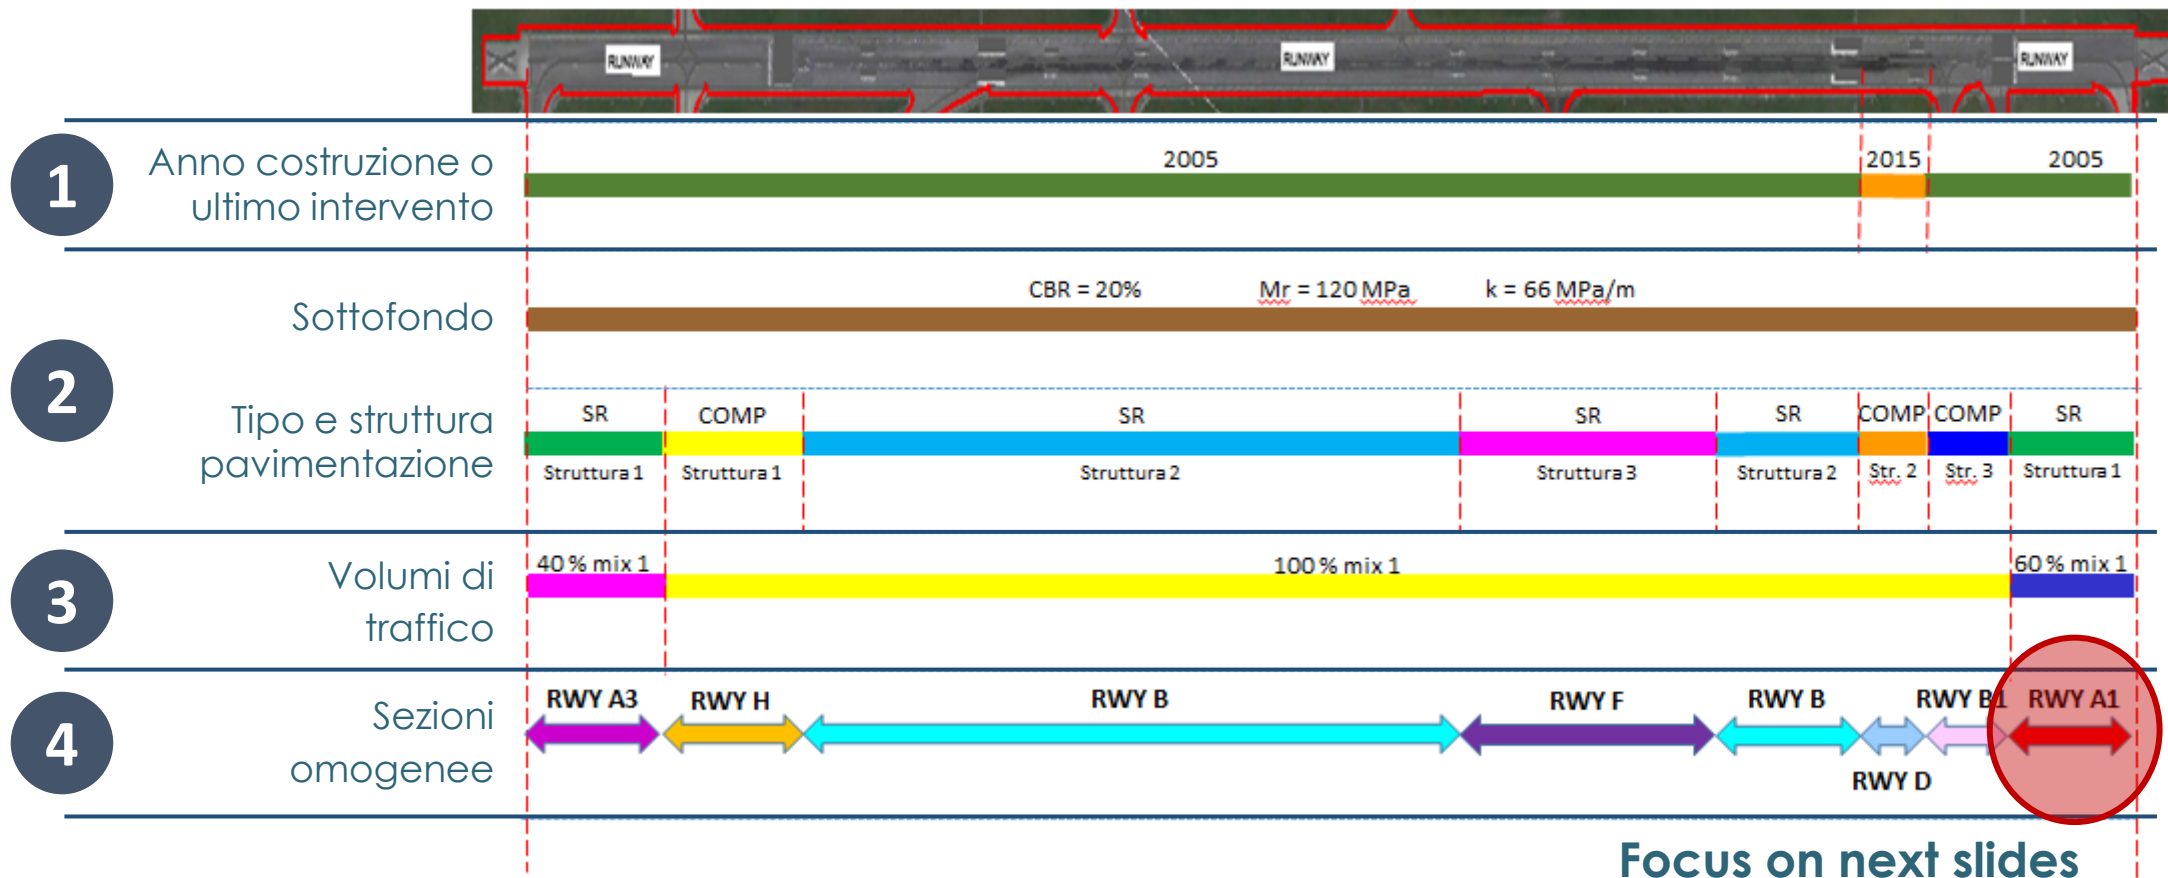 RUNWAY RUNWAY RUNWAY
1
Anno costruzione o
ultimo intervento
2005 2015 2005
2
Sottofondo
CBR = 20% Mr = 120 MPa k = 66 MPa/m
Tipo e struttura
pavimentazione
SR COMP SR SR SR COMP COMP SR
Struttura 1 Struttura 1 Struttura 2 Struttura 3 Struttura 2 Str. 2 Str. 3 Struttura 1
3
Volumi di
traffico
40 % mix 1 100 % mix 1 60 % mix 1
4
Sezioni
omogenee
RWY A3 RWY H RWY B RWY F RWY B RWY B1 RWY A1
RWY D
Focus on next slides